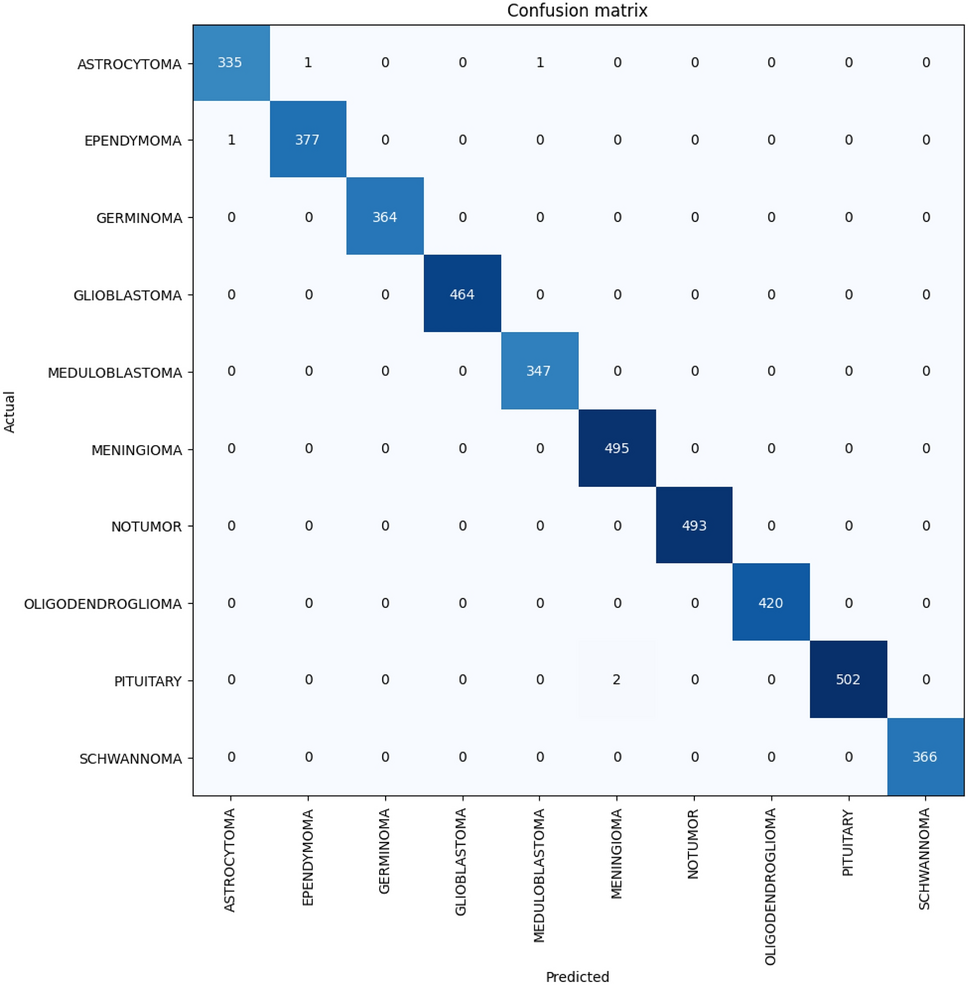 Confusion matrix
ASTROCYTOMA 335 1 0 0 1 0 0 0 0 0
EPENDYMOMA 1 377 0 0 0 0 0 0 0 0
GERMINOMA 0 0 364 0 0 0 0 0 0 0
GLIOBLASTOMA 0 0 0 464 0 0 0 0 0 0
MEDULOBLASTOMA 0 0 0 0 347 0 0 0 0 0
Actual
MENINGIOMA 0 0 0 0 0 495 0 0 0 0
NOTUMOR 0 0 0 0 0 0 493 0 0 0
OLIGODENDROGLIOMA 0 0 0 0 0 0 0 420 0 0
PITUITARY 0 0 0 0 0 2 0 0 502 0
SCHWANNOMA 0 0 0 0 0 0 0 0 0 366
ASTROCYTOMA
EPENDYMOMA
GERMINOMA
GLIOBLASTOMA
MEDULOBLASTOMA
MENINGIOMA
NOTUMOR
OLIGODENDROGLIOMA
PITUITARY
SCHWANNOMA
Predicted